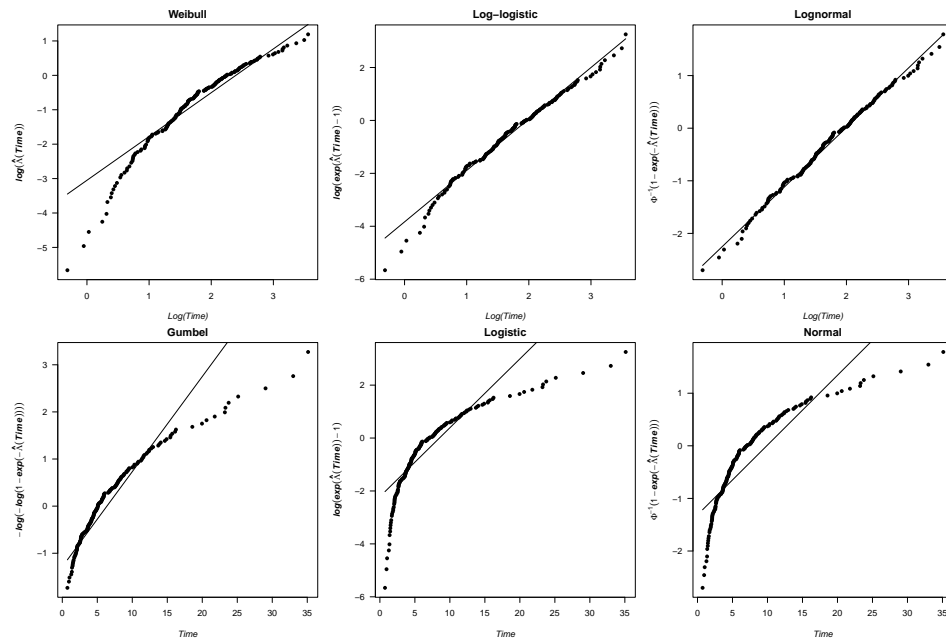 Weibull
log(Λ̂(Time))
1
0
−1
−2
−3
−4
−5
0 1 2 3
Log(Time)
Log−logistic
log(exp(Λ̂(Time)−1))
2
0
−2
−4
−6
0 1 2 3
Log(Time)
Lognormal
Φ⁻¹(1−exp(−Λ̂(Time)))
1
0
−1
−2
0 1 2 3
Log(Time)
Gumbel
−log(−log(1−exp(−Λ̂(Time))))
3
2
1
0
−1
0 5 10 15 20 25 30 35
Time
Logistic
log(exp(Λ̂(Time))−1)
2
0
−2
−4
−6
0 5 10 15 20 25 30 35
Time
Normal
Φ⁻¹(1−exp(−Λ̂(Time)))
1
0
−1
−2
0 5 10 15 20 25 30 35
Time